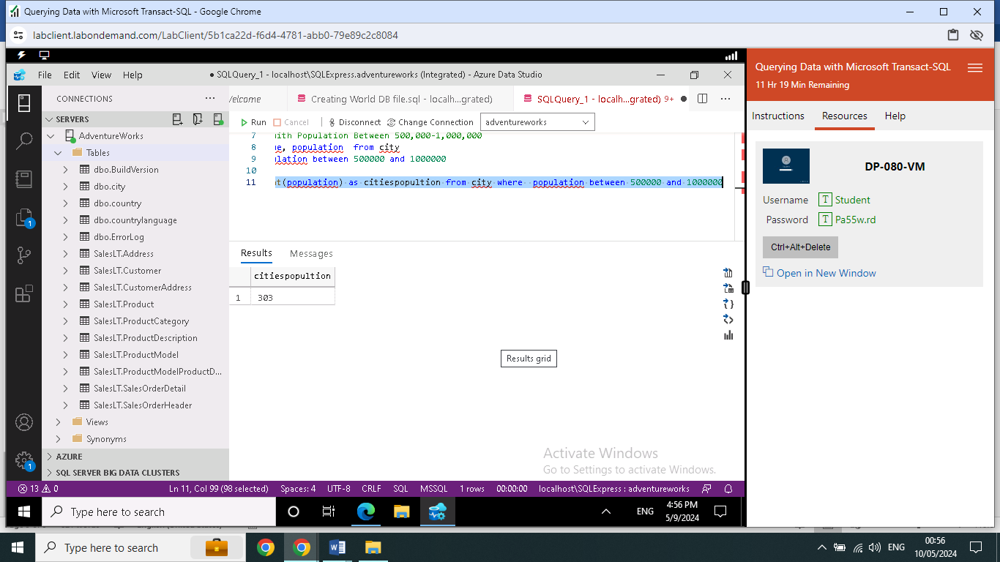 Querying Data with Microsoft Transact-SQL - Google Chrome
labclient.labondemand.com/LabClient/5b1ca22d-f6d4-4781-abb0-79e89c2c8084
File Edit View Help
● SQLQuery_1 - localhost\SQLExpress.adventureworks (Integrated) - Azure Data Studio
CONNECTIONS
SERVERS
AdventureWorks
Tables
dbo.BuildVersion
dbo.city
dbo.country
dbo.countrylanguage
dbo.ErrorLog
SalesLT.Address
SalesLT.Customer
SalesLT.CustomerAddress
SalesLT.Product
SalesLT.ProductCategory
SalesLT.ProductDescription
SalesLT.ProductModel
SalesLT.ProductModelProductD...
SalesLT.SalesOrderDetail
SalesLT.SalesOrderHeader
Views
Synonyms
AZURE
SQL SERVER BIG DATA CLUSTERS
1
1
Velcome
Creating World DB file.sql - localh...grated)
SQLQuery_1 - localh...grated) 9+
Run Cancel Disconnect Change Connection adventureworks
7 ith Population Between 500,000-1,000,000
8 e, population from city
9 lation between 500000 and 1000000
10
11 t(population) as citiespopultion from city where population between 500000 and 1000000
Results Messages
citiespopultion
1 303
Results grid
Activate Windows
Go to Settings to activate Windows.
13 0 Ln 11, Col 99 (98 selected) Spaces: 4 UTF-8 CRLF SQL MSSQL 1 rows 00:00:00 localhost\SQLExpress : adventureworks
Type here to search
ENG
4:56 PM
5/9/2024
Querying Data with Microsoft Transact-SQL
11 Hr 19 Min Remaining
Instructions Resources Help
DP-080-VM
Username T Student
Password T Pa55w.rd
Ctrl+Alt+Delete
Open in New Window
Type here to search
ENG
00:56
10/05/2024